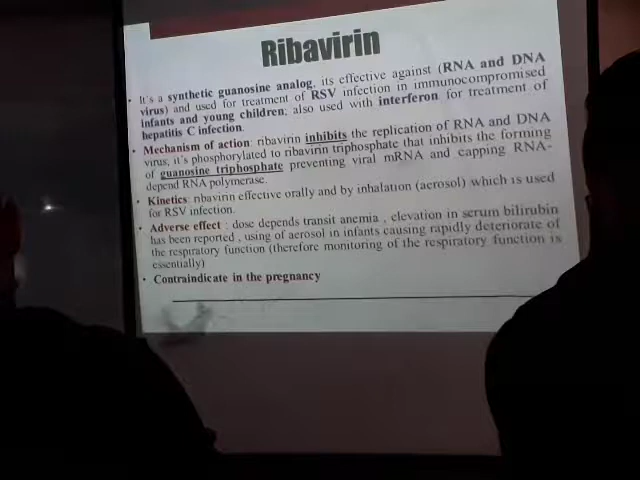 Ribavirin
• It's a synthetic guanosine analog, its effective against (RNA and DNA
virus) and used for treatment of RSV infection in immunocompromised
infants and young children; also used with interferon for treatment of
hepatitis C infection.
• Mechanism of action: ribavirin inhibits the replication of RNA and DNA
virus, it's phosphorylated to ribavirin triphosphate that inhibits the forming
of guanosine triphosphate preventing viral mRNA and capping RNA-
depend RNA polymerase.
• Kinetics: ribavirin effective orally and by inhalation (aerosol) which is used
for RSV infection.
• Adverse effect : dose depends transit anemia , elevation in serum bilirubin
has been reported , using of aerosol in infants causing rapidly deteriorate of
the respiratory function (therefore monitoring of the respiratory function is
essentially)
• Contraindicate in the pregnancy